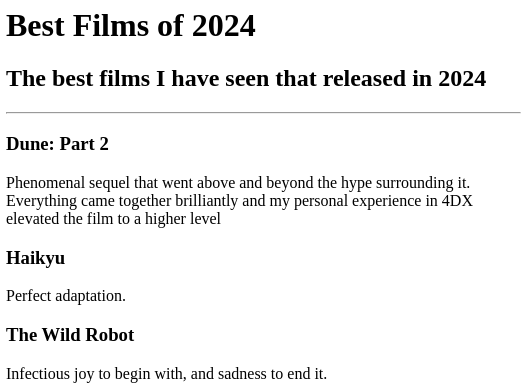 Best Films of 2024
The best films I have seen that released in 2024
Dune: Part 2
Phenomenal sequel that went above and beyond the hype surrounding it.
Everything came together brilliantly and my personal experience in 4DX
elevated the film to a higher level
Haikyu
Perfect adaptation.
The Wild Robot
Infectious joy to begin with, and sadness to end it.